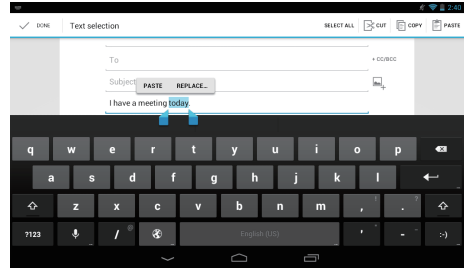 2:40
DONE Text selection SELECT ALL CUT COPY PASTE
To + CC/BCC
Subject PASTE REPLACE...
I have a meeting today.
q w e r t y u i o p
a s d f g h j k l
z x c v b n m , ! . ?
?123 / @ English (US) ' " - _ :-)